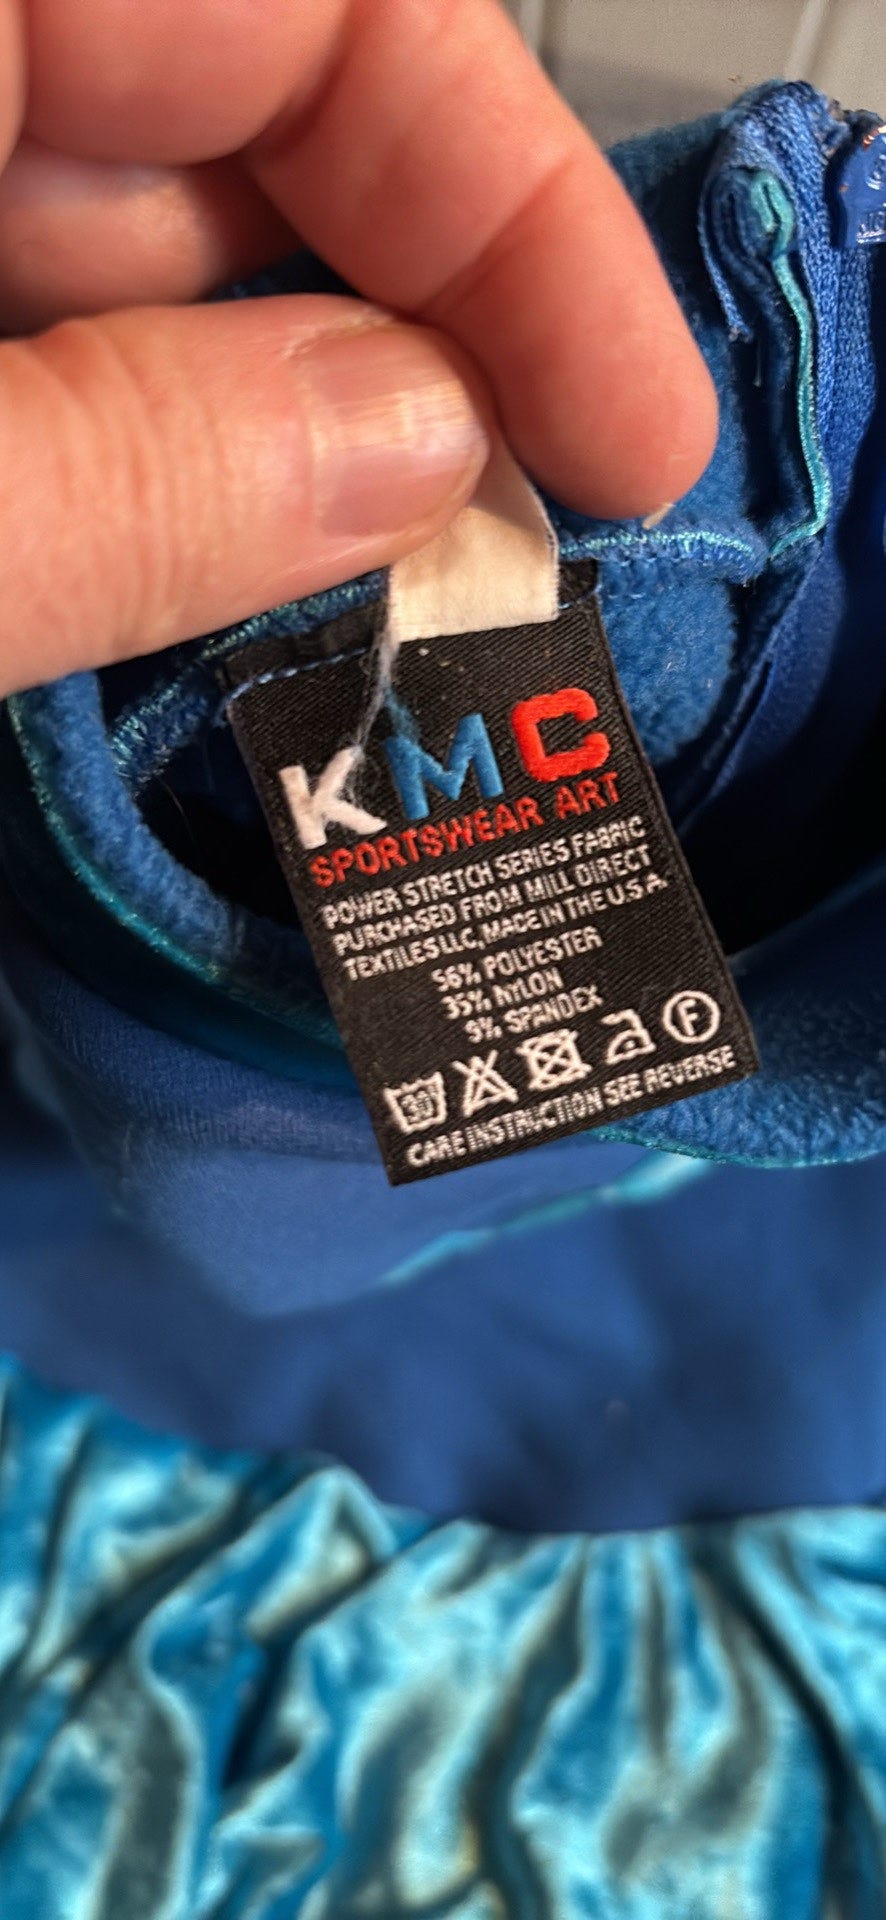 KMC
SPORTSWEAR ART
POWER STRETCH SERIES FABRIC
PURCHASED FROM MILL DIRECT
TEXTILES LLC, MADE IN THE U.S.A
56% POLYESTER
35% NYLON
9% SPANDEX
30 F
CARE INSTRUCTION SEE REVERSE